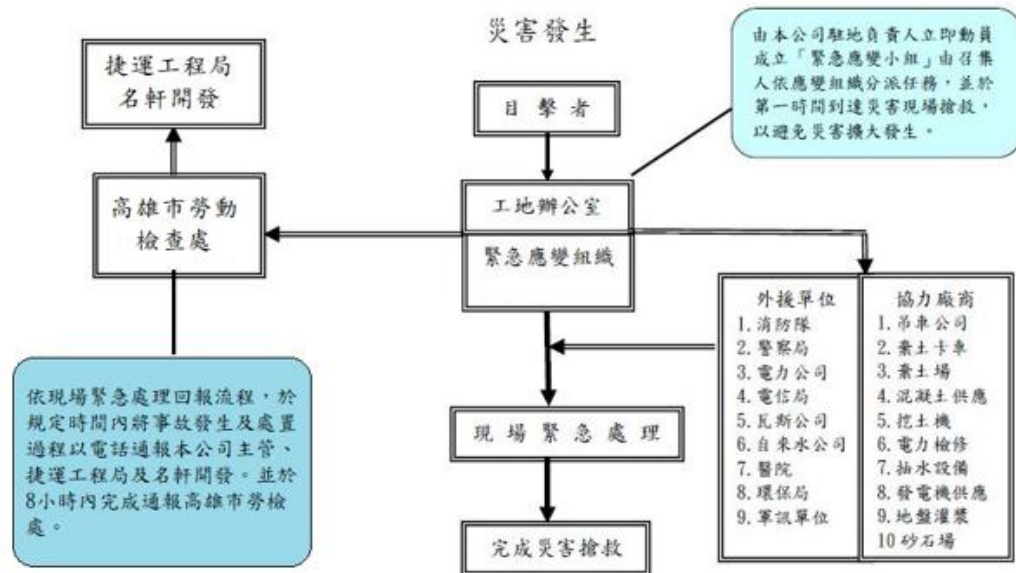 災害發生
捷運工程局
名軒開發
目擊者
由本公司駐地負責人立即動員
成立「緊急應變小組」由召集
人依應變組織分派任務，並於
第一時間到達災害現場搶救，
以避免災害擴大發生。
高雄市勞動
檢查處
工地辦公室
緊急應變組織
外援單位
1.消防隊
2.警察局
3.電力公司
4.電信局
5.瓦斯公司
6.自來水公司
7.醫院
8.環保局
9.軍訊單位
協力廠商
1.吊車公司
2.棄土卡車
3.棄土場
4.混凝土供應
5.挖土機
6.電力檢修
7.抽水設備
8.發電機供應
9.地盤灌漿
10 砂石場
依現場緊急處理回報流程，於
規定時間內將事故發生及處置
過程以電話通報本公司主管、
捷運工程局及名軒開發。並於
8小時內完成通報高雄市勞檢
處。
現場緊急處理
完成災害搶救